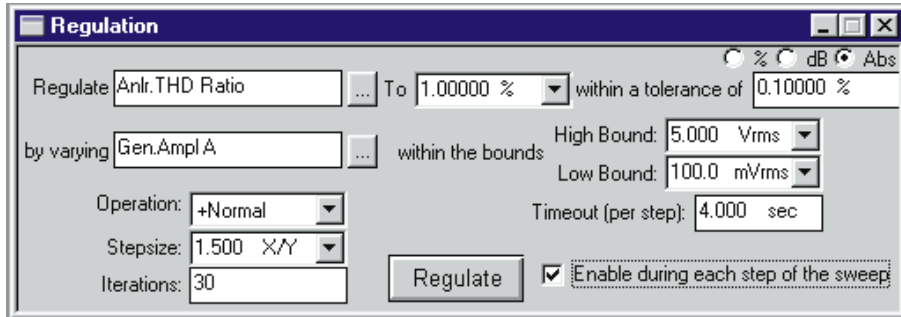 Regulation
% dB Abs
Regulate Anlr.THD Ratio ... To 1.00000 % within a tolerance of 0.10000 %
by varying Gen.Ampl A ... within the bounds High Bound: 5.000 Vrms
Low Bound: 100.0 mVrms
Operation: +Normal Timeout (per step): 4.000 sec
Stepsize: 1.500 X/Y
Iterations: 30 Regulate Enable during each step of the sweep